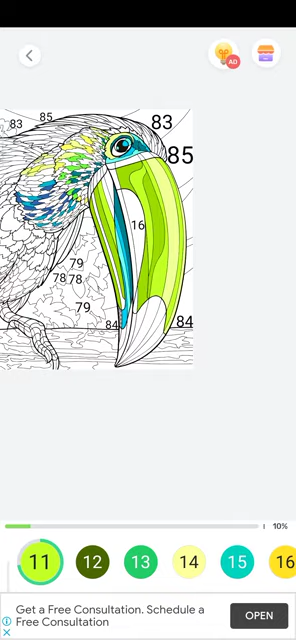 AD
83
85
83
85
16
79
78 78
79
84
84
10%
11 12 13 14 15 16
Get a Free Consultation. Schedule a
Free Consultation
OPEN